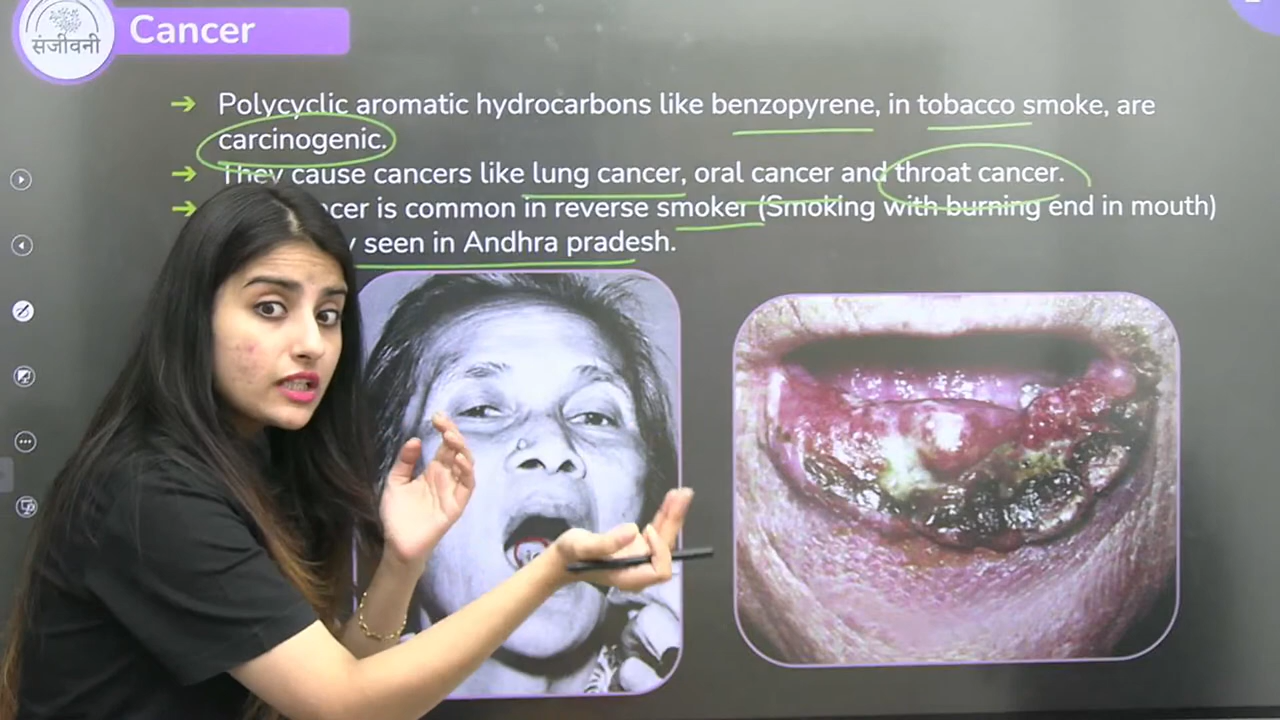 संजीवनी
Cancer
Polycyclic aromatic hydrocarbons like benzopyrene, in tobacco smoke, are
carcinogenic.
They cause cancers like lung cancer, oral cancer and throat cancer.
is common in reverse smoker (Smoking with burning end in mouth)
seen in Andhra pradesh.